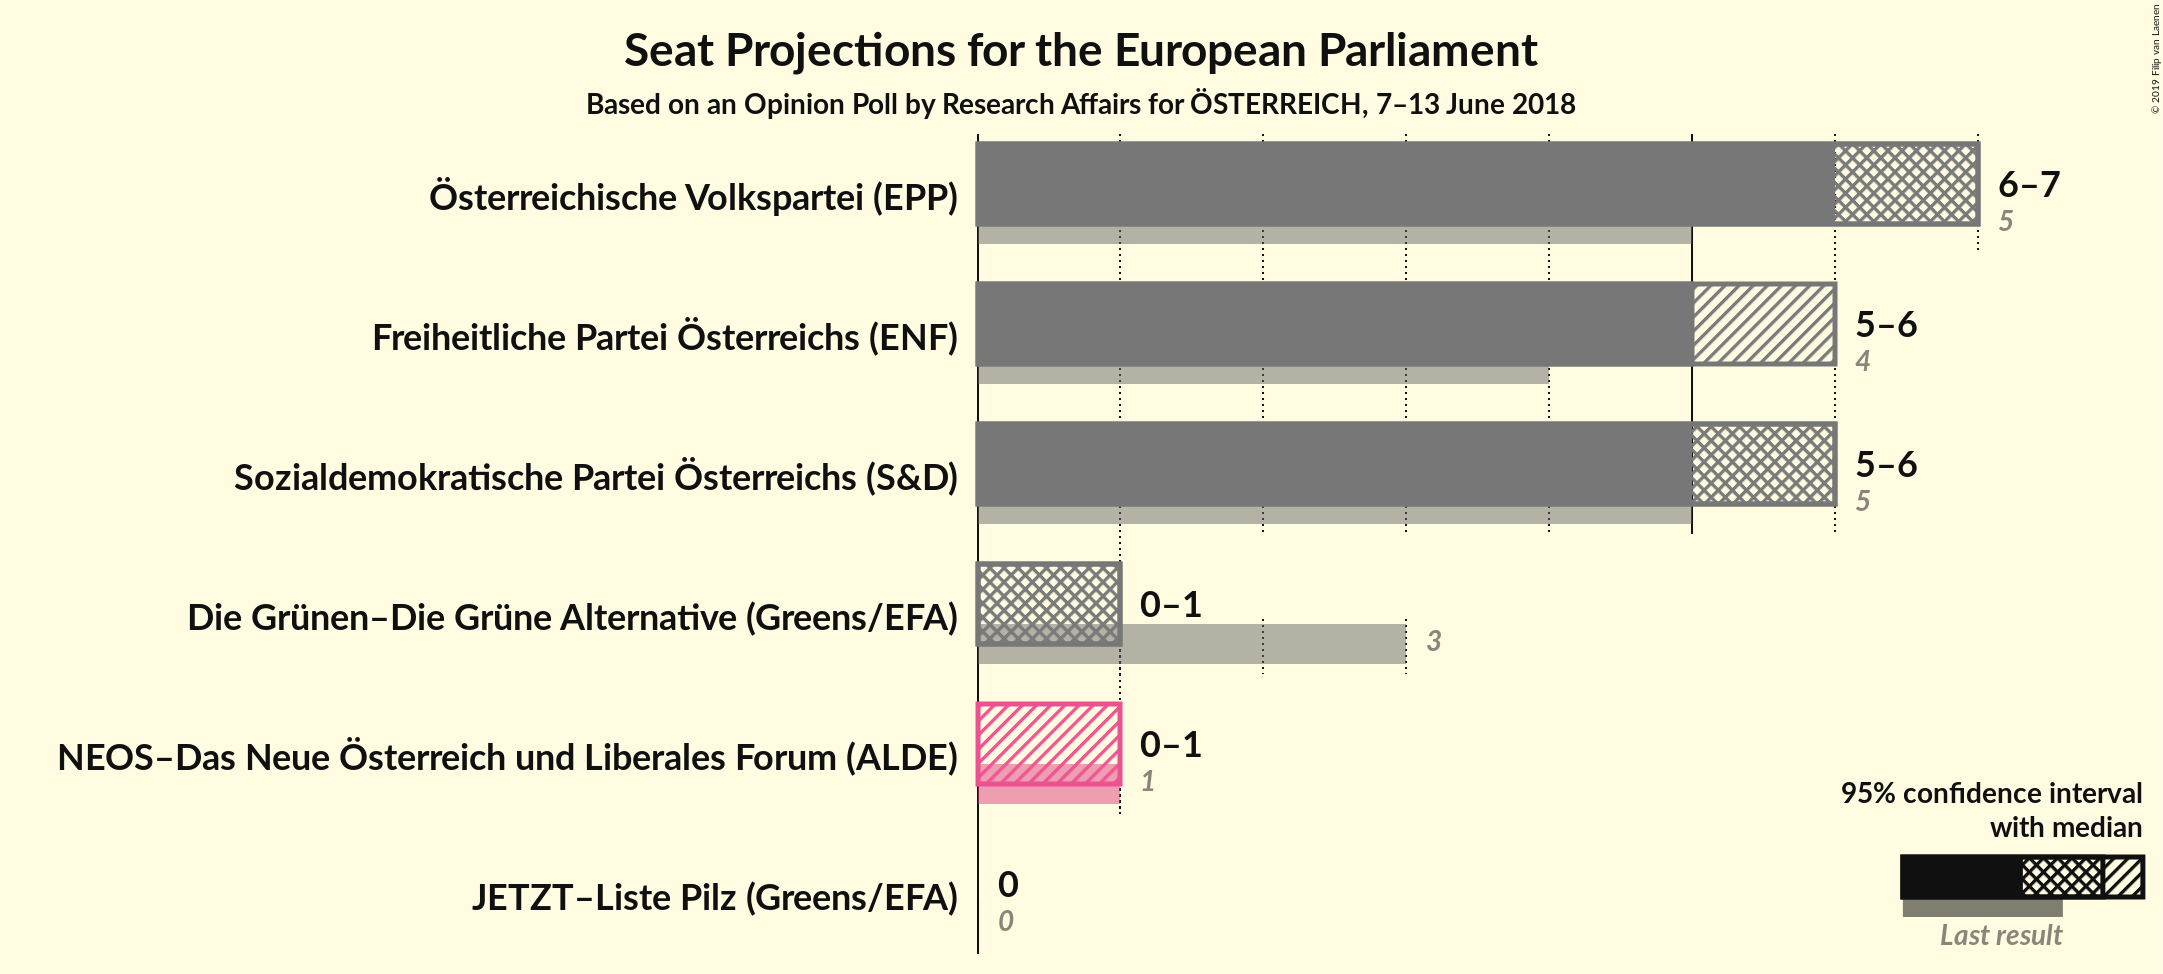 Seat Projections for the European Parliament
Based on an Opinion Poll by Research Affairs for ÖSTERREICH, 7–13 June 2018
© 2019 Filip van Laenen
Österreichische Volkspartei (EPP)
6–7
5
Freiheitliche Partei Österreichs (ENF)
5–6
4
Sozialdemokratische Partei Österreichs (S&D)
5–6
5
Die Grünen–Die Grüne Alternative (Greens/EFA)
0–1
3
NEOS–Das Neue Österreich und Liberales Forum (ALDE)
0–1
1
JETZT–Liste Pilz (Greens/EFA)
0
0
95% confidence interval
with median
Last result